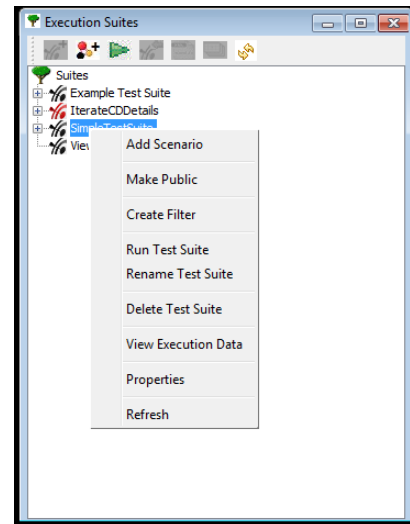 Execution Suites
Suites
Example Test Suite
IterateCDDetails
SimpleTestSuite
Add Scenario
Make Public
Create Filter
Run Test Suite
Rename Test Suite
Delete Test Suite
View Execution Data
Properties
Refresh